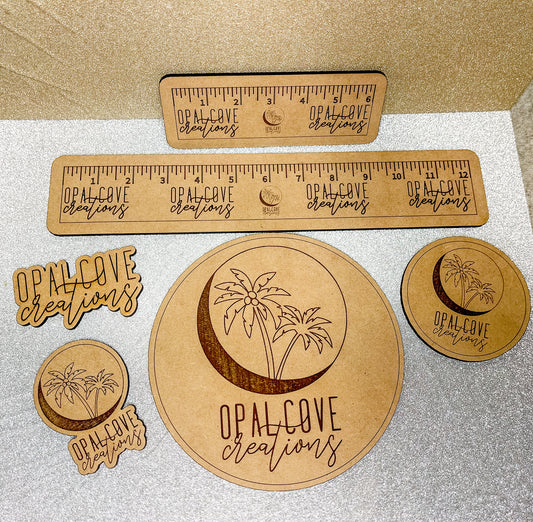 1 2 3 4 5 6
OPAL COVE OPAL COVE
creations creations
1 2 3 4 5 6 7 8 9 10 11 12
OPAL COVE OPAL COVE OPAL COVE OPAL COVE
creations creations creations creations
OPAL COVE
creations
OPAL COVE
creations
OPAL COVE
creations
OPAL COVE
creations